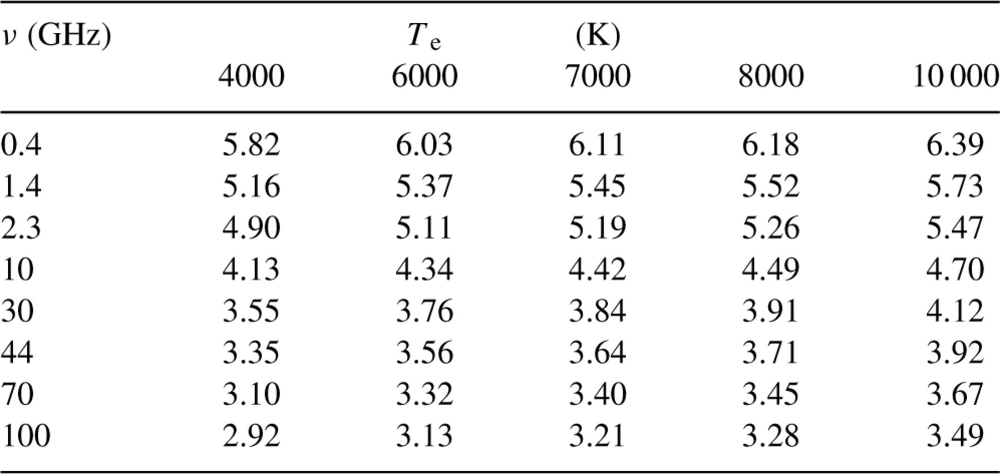 ν (GHz) T e (K)
4000 6000 7000 8000 10 000
0.4 5.82 6.03 6.11 6.18 6.39
1.4 5.16 5.37 5.45 5.52 5.73
2.3 4.90 5.11 5.19 5.26 5.47
10 4.13 4.34 4.42 4.49 4.70
30 3.55 3.76 3.84 3.91 4.12
44 3.35 3.56 3.64 3.71 3.92
70 3.10 3.32 3.40 3.45 3.67
100 2.92 3.13 3.21 3.28 3.49